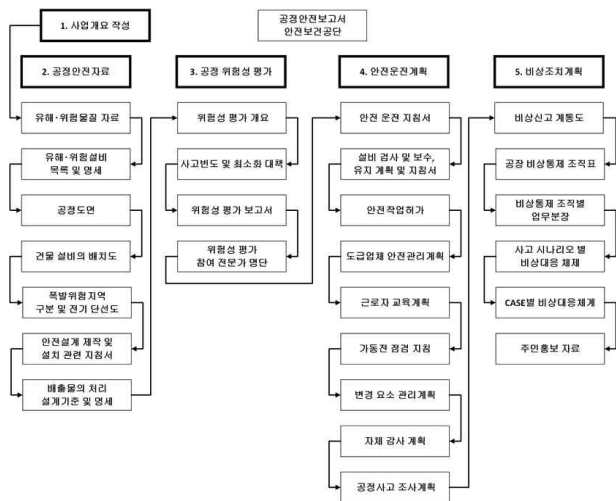 1. 사업개요 작성
공정안전보고서
안전보건공단
2. 공정안전자료
유해·위험물질 자료
유해·위험설비
목록 및 명세
공정도면
건물 설비의 배치도
폭발위험지역
구분 및 전기 단선도
안전설계 제작 및
설치 관련 지침서
배출물의 처리
설계기준 및 명세
3. 공정 위험성 평가
위험성 평가 개요
사고빈도 및 최소화 대책
위험성 평가 보고서
위험성 평가
참여 전문가 명단
4. 안전운전계획
안전 운전 지침서
설비 검사 및 보수,
유지 계획 및 지침서
안전작업허가
도급업체 안전관리계획
근로자 교육계획
가동전 점검 지침
변경 요소 관리계획
자체 감사 계획
공정사고 조사계획
5. 비상조치계획
비상신고 계통도
공장 비상통제 조직표
비상통제 조직별
업무분장
사고 시나리오 별
비상대응 체제
CASE별 비상대응체계
주민홍보 자료